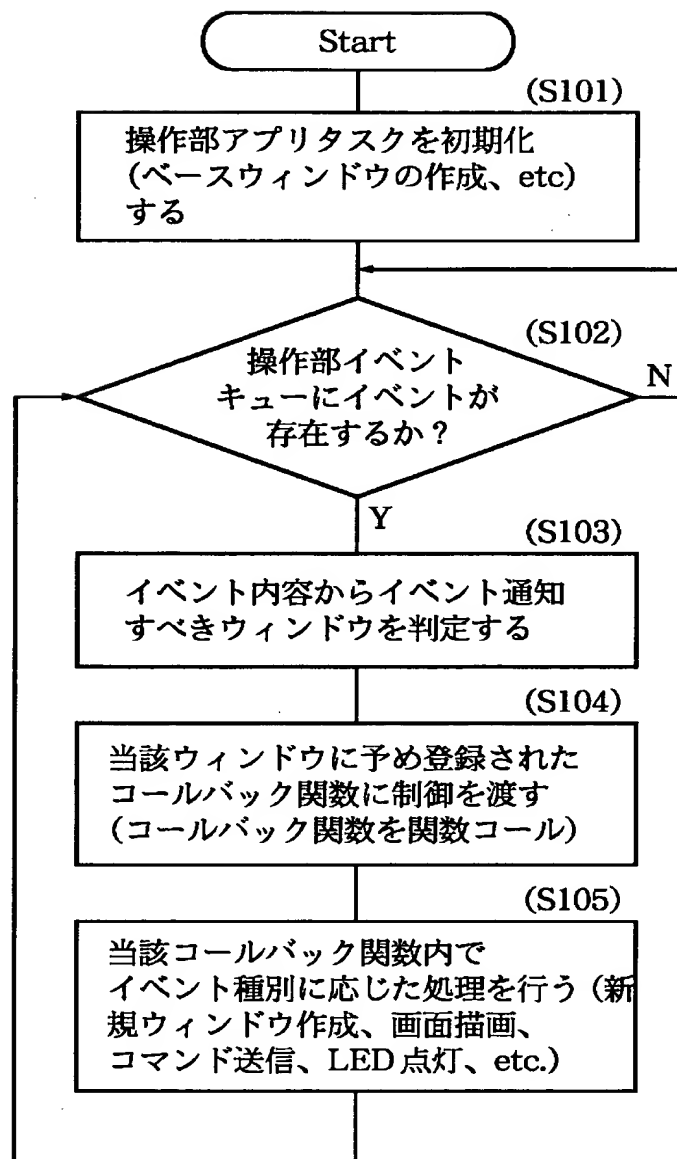 Start
(S101)
操作部アプリタスクを初期化
(ベースウィンドウの作成、etc)
する
(S102)
操作部イベント
キューにイベントが
存在するか？
N
Y
(S103)
イベント内容からイベント通知
すべきウィンドウを判定する
(S104)
当該ウィンドウに予め登録された
コールバック関数に制御を渡す
(コールバック関数を関数コール)
(S105)
当該コールバック関数内で
イベント種別に応じた処理を行う (新
規ウィンドウ作成、画面描画、
コマンド送信、LED点灯、etc.)